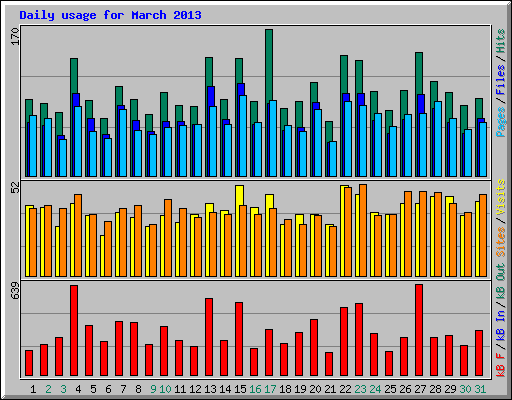 Daily usage for March 2013
170
52
639
Pages / Files / Hits
Sites / Visits
kB F / kB In / kB Out
1 2 3 4 5 6 7 8 9 10 11 12 13 14 15 16 17 18 19 20 21 22 23 24 25 26 27 28 29 30 31